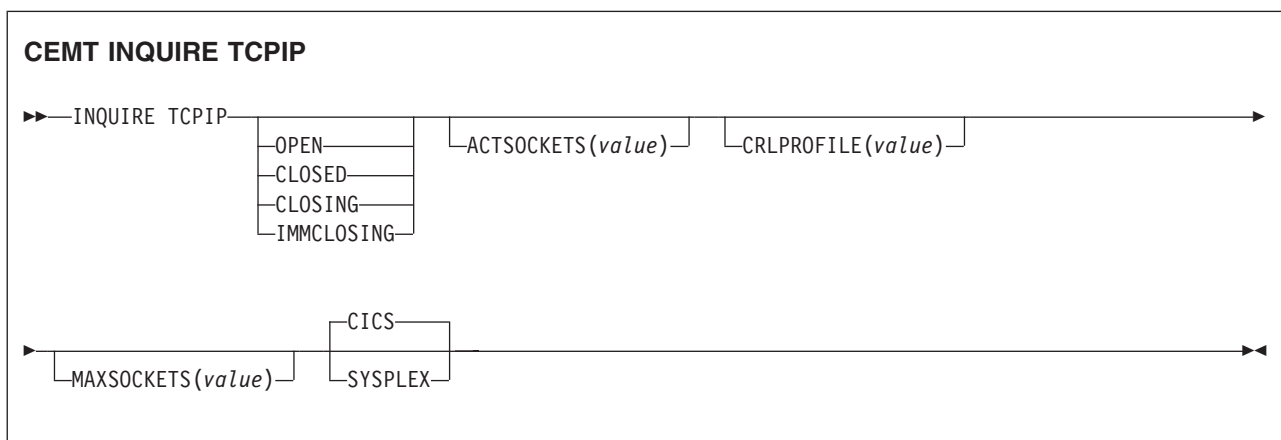 CEMT INQUIRE TCPIP
INQUIRE TCPIP
OPEN
CLOSED
CLOSING
IMMCLOSING
ACTSOCKETS(value)
CRLPROFILE(value)
MAXSOCKETS(value)
CICS
SYSPLEX